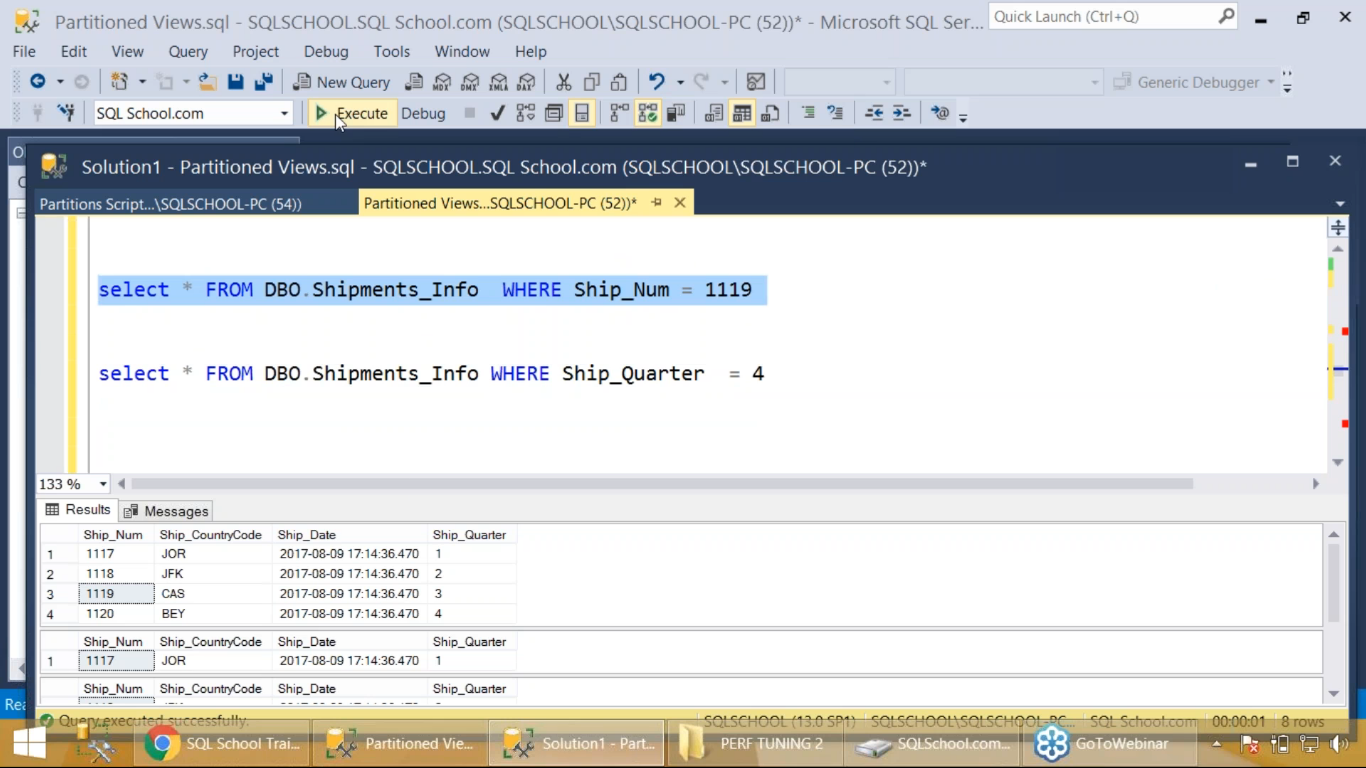 Partitioned Views.sql - SQLSCHOOL.SQL School.com (SQLSCHOOL\SQLSCHOOL-PC (52))* - Microsoft SQL Ser...
Quick Launch (Ctrl+Q)
File Edit View Query Project Debug Tools Window Help
New Query MDX DMX XMLA DAX Generic Debugger
SQL School.com Execute Debug
O
Solution1 - Partitioned Views.sql - SQLSCHOOL.SQL School.com (SQLSCHOOL\SQLSCHOOL-PC (52))*
C
Partitions Script...\SQLSCHOOL-PC (54)) Partitioned Views...SQLSCHOOL-PC (52))*
select * FROM DBO.Shipments_Info WHERE Ship_Num = 1119
select * FROM DBO.Shipments_Info WHERE Ship_Quarter = 4
133 %
Results Messages
Ship_Num Ship_CountryCode Ship_Date Ship_Quarter
1 1117 JOR 2017-08-09 17:14:36.470 1
2 1118 JFK 2017-08-09 17:14:36.470 2
3 1119 CAS 2017-08-09 17:14:36.470 3
4 1120 BEY 2017-08-09 17:14:36.470 4
Ship_Num Ship_CountryCode Ship_Date Ship_Quarter
1 1117 JOR 2017-08-09 17:14:36.470 1
Ship_Num Ship_CountryCode Ship_Date Ship_Quarter
Rea
Query executed successfully. SQLSCHOOL (13.0 SP1) SQLSCHOOL\SQLSCHOOL-PC... SQL School.com 00:00:01 8 rows
SQL School Trai... Partitioned Vie... Solution1 - Part... PERF TUNING 2 SQLSchool.com... GoToWebinar